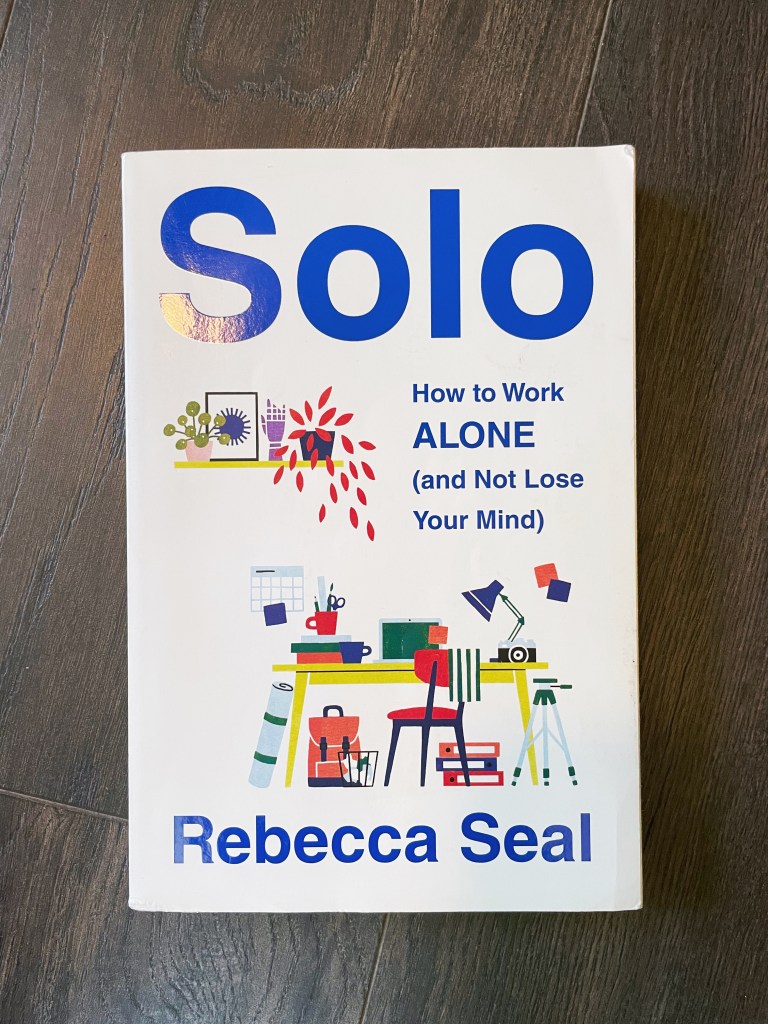 Solo
How to Work
ALONE
(and Not Lose
Your Mind)
Rebecca Seal